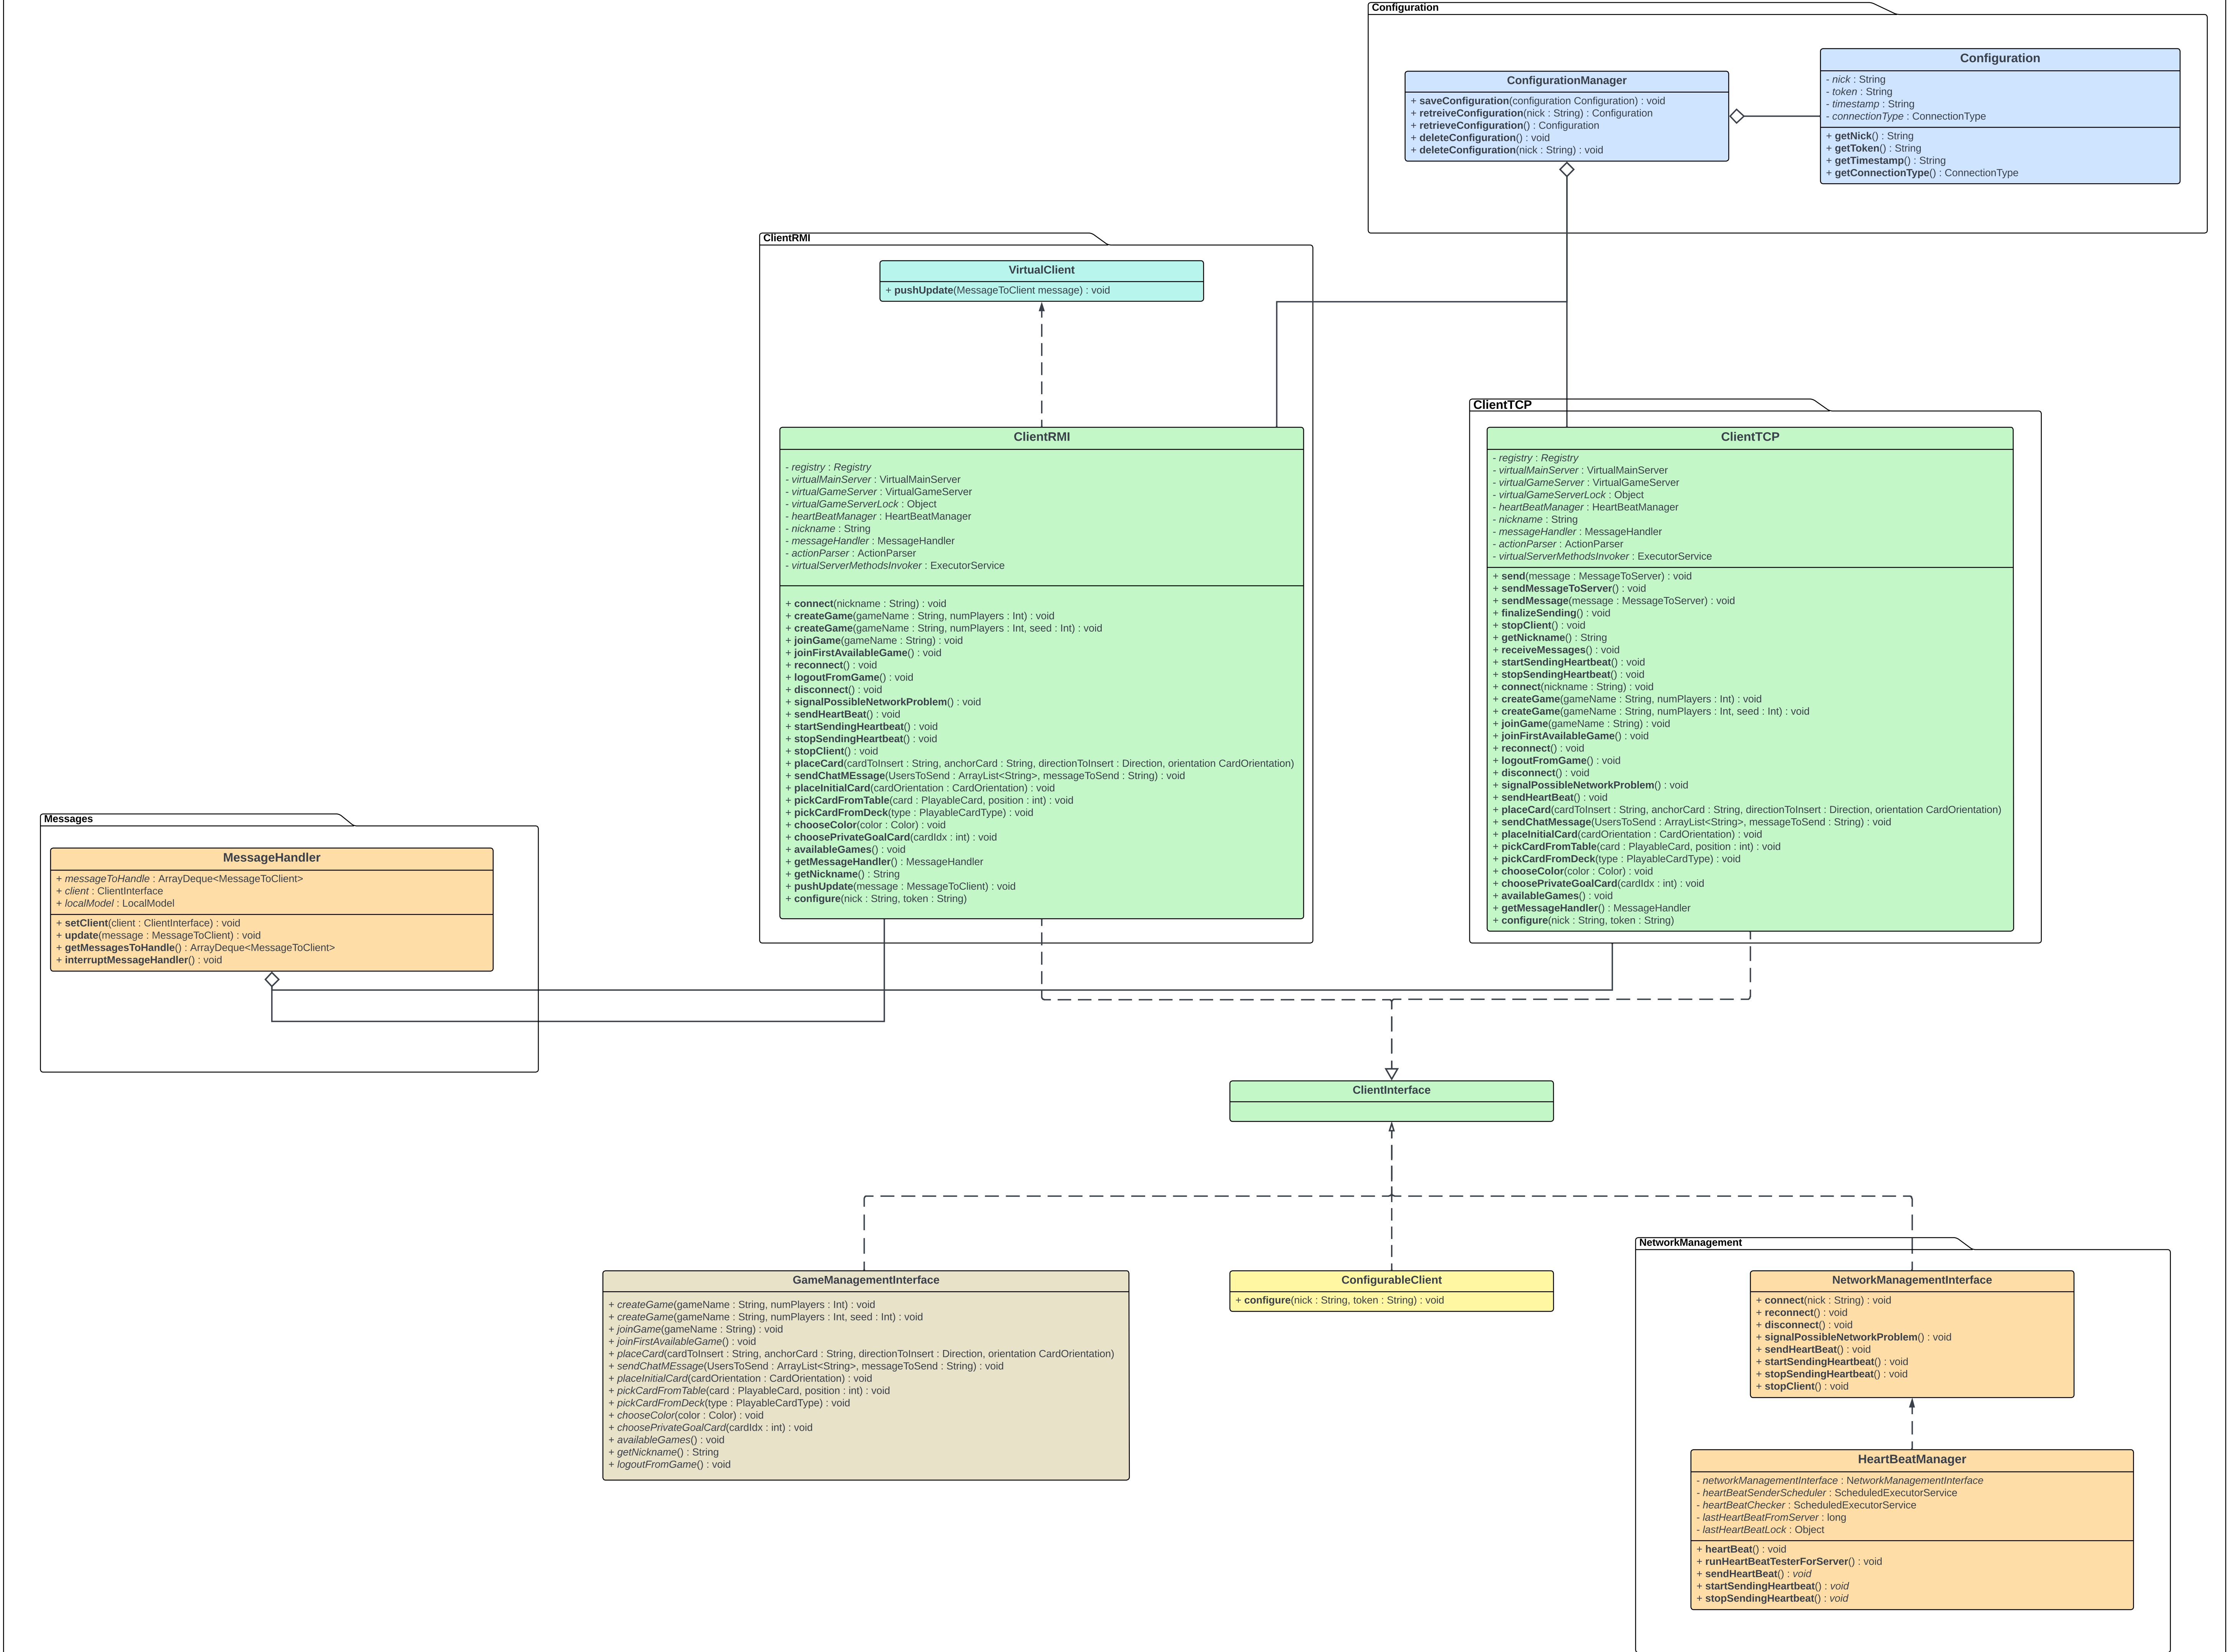 Configuration
ConfigurationManager
+ saveConfiguration(configuration Configuration) : void
+ retreiveConfiguration(nick : String) : Configuration
+ retrieveConfiguration() : Configuration
+ deleteConfiguration() : void
+ deleteConfiguration(nick : String) : void
Configuration
- nick : String
- token : String
- timestamp : String
- connectionType : ConnectionType
+ getNick() : String
+ getToken() : String
+ getTimestamp() : String
+ getConnectionType() : ConnectionType
ClientRMI
VirtualClient
+ pushUpdate(MessageToClient message) : void
ClientRMI
- registry : Registry
- virtualMainServer : VirtualMainServer
- virtualGameServer : VirtualGameServer
- virtualGameServerLock : Object
- heartBeatManager : HeartBeatManager
- nickname : String
- messageHandler : MessageHandler
- actionParser : ActionParser
- virtualServerMethodsInvoker : ExecutorService
+ connect(nickname : String) : void
+ createGame(gameName : String, numPlayers : Int) : void
+ createGame(gameName : String, numPlayers : Int, seed : Int) : void
+ joinGame(gameName : String) : void
+ joinFirstAvailableGame() : void
+ reconnect() : void
+ logoutFromGame() : void
+ disconnect() : void
+ signalPossibleNetworkProblem() : void
+ sendHeartBeat() : void
+ startSendingHeartbeat() : void
+ stopSendingHeartbeat() : void
+ stopClient() : void
+ placeCard(cardToInsert : String, anchorCard : String, directionToInsert : Direction, orientation CardOrientation)
+ sendChatMEssage(UsersToSend : ArrayList<String>, messageToSend : String) : void
+ placeInitialCard(cardOrientation : CardOrientation) : void
+ pickCardFromTable(card : PlayableCard, position : int) : void
+ pickCardFromDeck(type : PlayableCardType) : void
+ chooseColor(color : Color) : void
+ choosePrivateGoalCard(cardIdx : int) : void
+ availableGames() : void
+ getMessageHandler() : MessageHandler
+ getNickname() : String
+ pushUpdate(message : MessageToClient) : void
+ configure(nick : String, token : String)
ClientTCP
ClientTCP
- registry : Registry
- virtualMainServer : VirtualMainServer
- virtualGameServer : VirtualGameServer
- virtualGameServerLock : Object
- heartBeatManager : HeartBeatManager
- nickname : String
- messageHandler : MessageHandler
- actionParser : ActionParser
- virtualServerMethodsInvoker : ExecutorService
+ send(message : MessageToServer) : void
+ sendMessageToServer() : void
+ sendMessage(message : MessageToServer) : void
+ finalizeSending() : void
+ stopClient() : void
+ getNickname() : String
+ receiveMessages() : void
+ startSendingHeartbeat() : void
+ stopSendingHeartbeat() : void
+ connect(nickname : String) : void
+ createGame(gameName : String, numPlayers : Int) : void
+ createGame(gameName : String, numPlayers : Int, seed : Int) : void
+ joinGame(gameName : String) : void
+ joinFirstAvailableGame() : void
+ reconnect() : void
+ logoutFromGame() : void
+ disconnect() : void
+ signalPossibleNetworkProblem() : void
+ sendHeartBeat() : void
+ placeCard(cardToInsert : String, anchorCard : String, directionToInsert : Direction, orientation CardOrientation)
+ sendChatMessage(UsersToSend : ArrayList<String>, messageToSend : String) : void
+ placeInitialCard(cardOrientation : CardOrientation) : void
+ pickCardFromTable(card : PlayableCard, position : int) : void
+ pickCardFromDeck(type : PlayableCardType) : void
+ chooseColor(color : Color) : void
+ choosePrivateGoalCard(cardIdx : int) : void
+ availableGames() : void
+ getMessageHandler() : MessageHandler
+ configure(nick : String, token : String)
Messages
MessageHandler
+ messageToHandle : ArrayDeque<MessageToClient>
+ client : ClientInterface
+ localModel : LocalModel
+ setClient(client : ClientInterface) : void
+ update(message : MessageToClient) : void
+ getMessagesToHandle() : ArrayDeque<MessageToClient>
+ interruptMessageHandler() : void
ClientInterface
GameManagementInterface
+ createGame(gameName : String, numPlayers : Int) : void
+ createGame(gameName : String, numPlayers : Int, seed : Int) : void
+ joinGame(gameName : String) : void
+ joinFirstAvailableGame() : void
+ placeCard(cardToInsert : String, anchorCard : String, directionToInsert : Direction, orientation CardOrientation)
+ sendChatMEssage(UsersToSend : ArrayList<String>, messageToSend : String) : void
+ placeInitialCard(cardOrientation : CardOrientation) : void
+ pickCardFromTable(card : PlayableCard, position : int) : void
+ pickCardFromDeck(type : PlayableCardType) : void
+ chooseColor(color : Color) : void
+ choosePrivateGoalCard(cardIdx : int) : void
+ availableGames() : void
+ getNickname() : String
+ logoutFromGame() : void
ConfigurableClient
+ configure(nick : String, token : String) : void
NetworkManagement
NetworkManagementInterface
+ connect(nick : String) : void
+ reconnect() : void
+ disconnect() : void
+ signalPossibleNetworkProblem() : void
+ sendHeartBeat() : void
+ startSendingHeartbeat() : void
+ stopSendingHeartbeat() : void
+ stopClient() : void
HeartBeatManager
- networkManagementInterface : NetworkManagementInterface
- heartBeatSenderScheduler : ScheduledExecutorService
- heartBeatChecker : ScheduledExecutorService
- lastHeartBeatFromServer : long
- lastHeartBeatLock : Object
+ heartBeat() : void
+ runHeartBeatTesterForServer() : void
+ sendHeartBeat() : void
+ startSendingHeartbeat() : void
+ stopSendingHeartbeat() : void